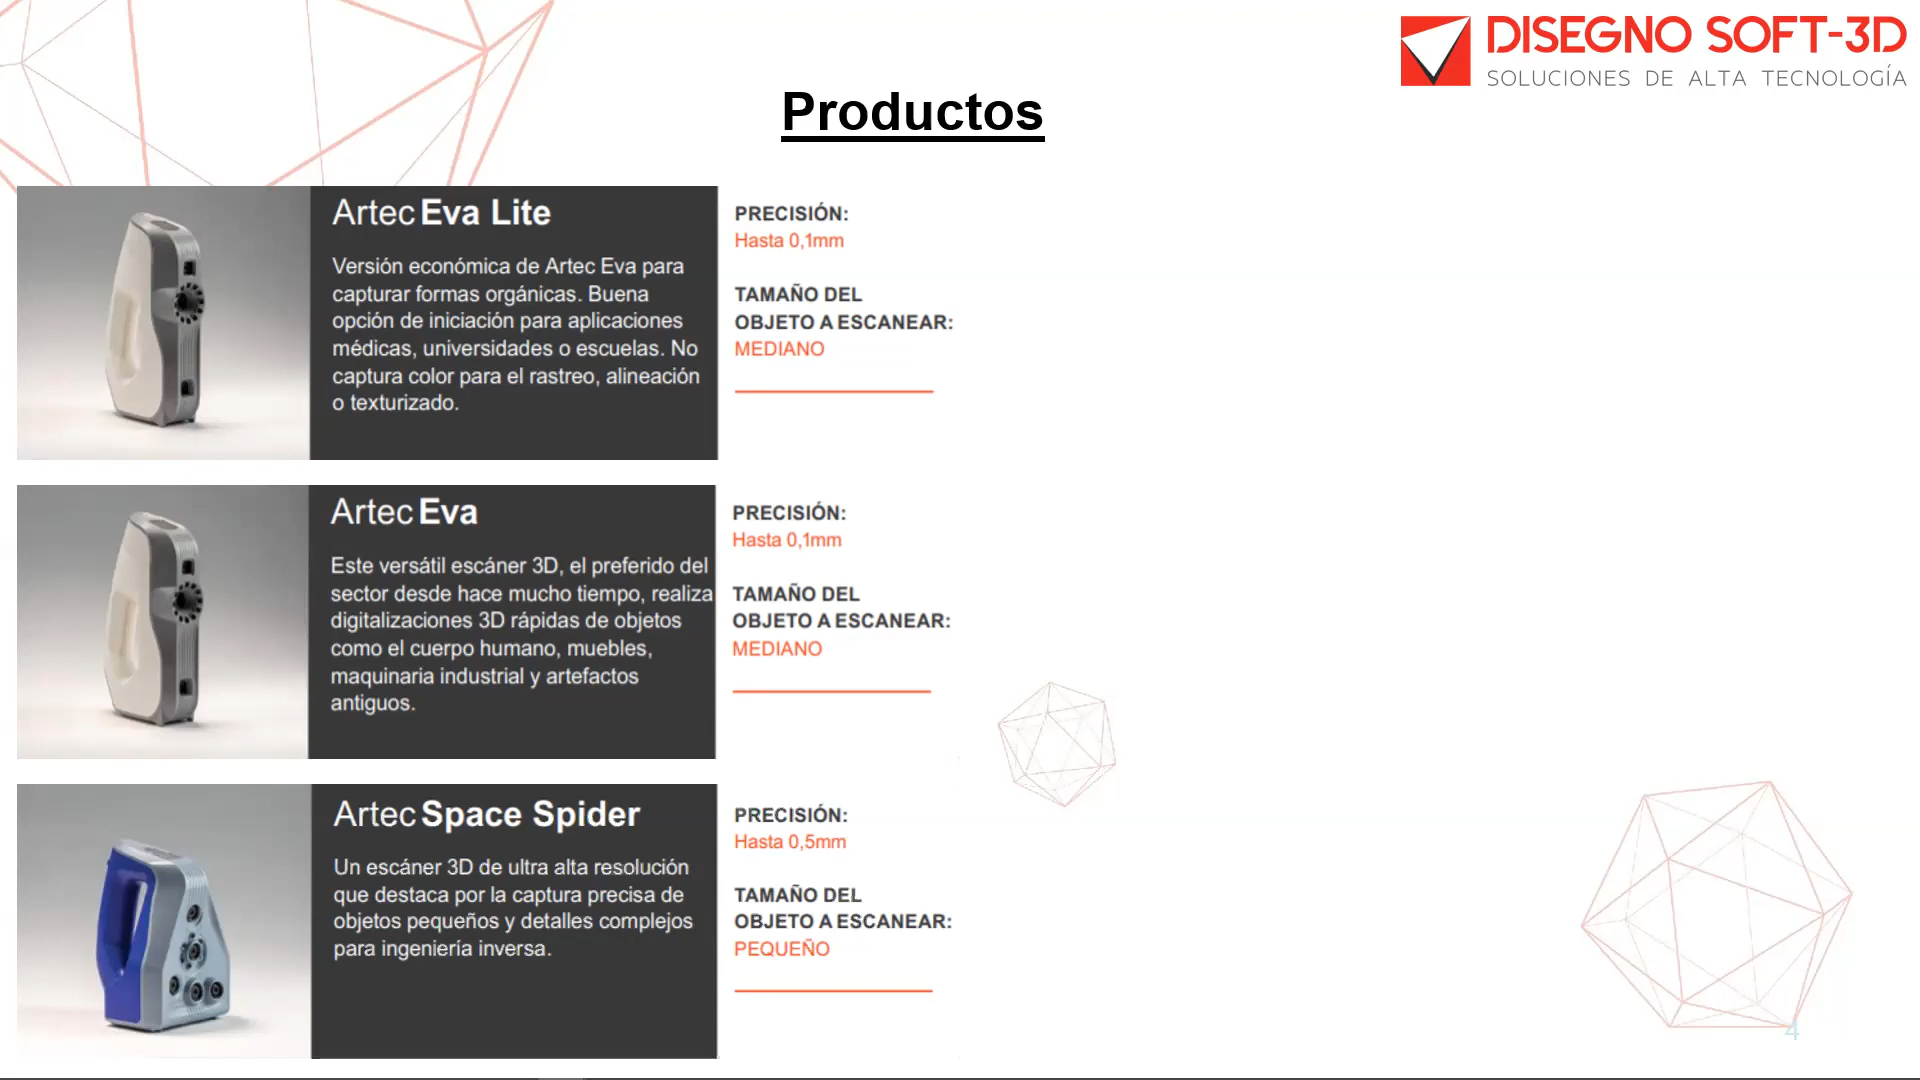 DISEGNO SOFT-3D
SOLUCIONES DE ALTA TECNOLOGÍA
Productos
Artec Eva Lite
Versión económica de Artec Eva para
capturar formas orgánicas. Buena
opción de iniciación para aplicaciones
médicas, universidades o escuelas. No
captura color para el rastreo, alineación
o texturizado.
PRECISIÓN:
Hasta 0,1mm
TAMAÑO DEL
OBJETO A ESCANEAR:
MEDIANO
Artec Eva
Este versátil escáner 3D, el preferido del
sector desde hace mucho tiempo, realiza
digitalizaciones 3D rápidas de objetos
como el cuerpo humano, muebles,
maquinaria industrial y artefactos
antiguos.
PRECISIÓN:
Hasta 0,1mm
TAMAÑO DEL
OBJETO A ESCANEAR:
MEDIANO
Artec Space Spider
Un escáner 3D de ultra alta resolución
que destaca por la captura precisa de
objetos pequeños y detalles complejos
para ingeniería inversa.
PRECISIÓN:
Hasta 0,5mm
TAMAÑO DEL
OBJETO A ESCANEAR:
PEQUEÑO
4